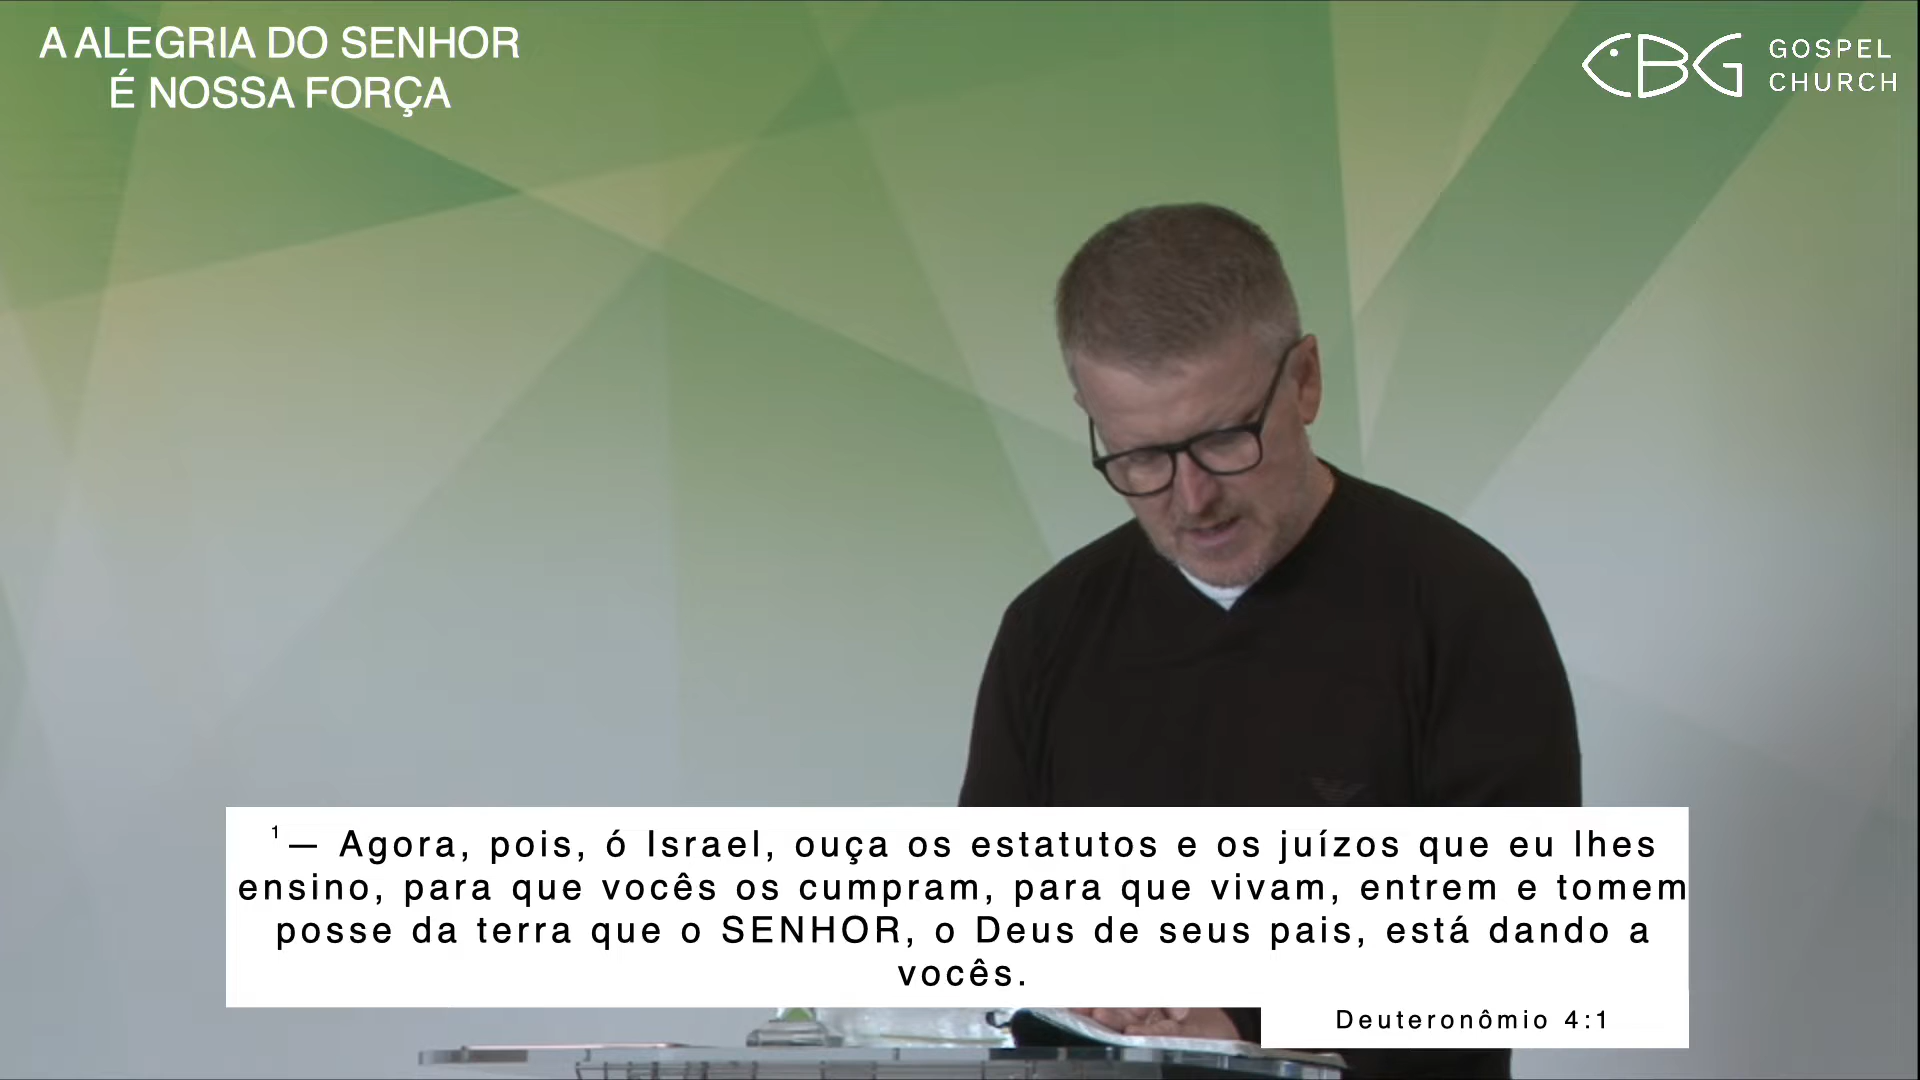 A ALEGRIA DO SENHOR
É NOSSA FORÇA
CBG GOSPEL
CHURCH
1— Agora, pois, ó Israel, ouça os estatutos e os juízos que eu lhes
ensino, para que vocês os cumpram, para que vivam, entrem e tomem
posse da terra que o SENHOR, o Deus de seus pais, está dando a
vocês.
Deuteronômio 4:1